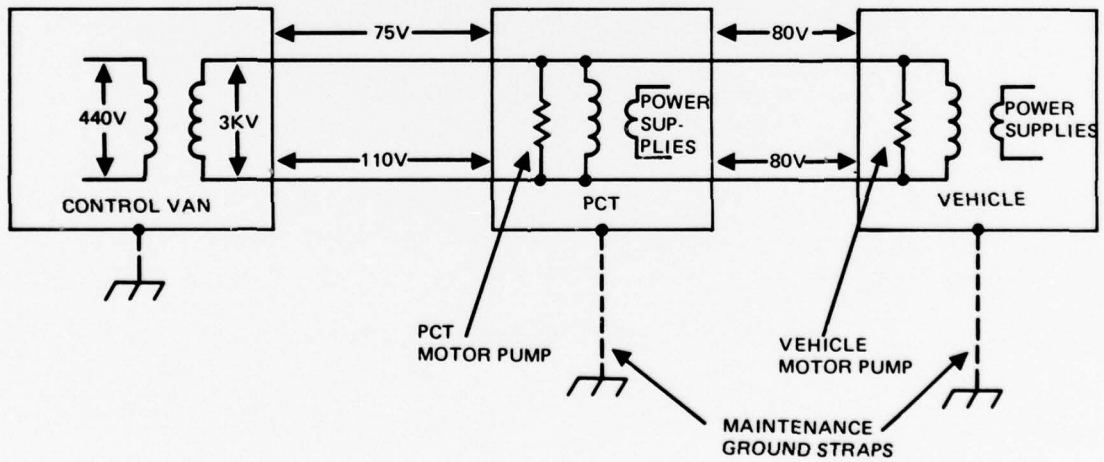 75V
80V
440V
3KV
POWER
SUP-
PLIES
POWER
SUPPLIES
110V
80V
CONTROL VAN
PCT
VEHICLE
PCT
MOTOR PUMP
VEHICLE
MOTOR PUMP
MAINTENANCE
GROUND STRAPS